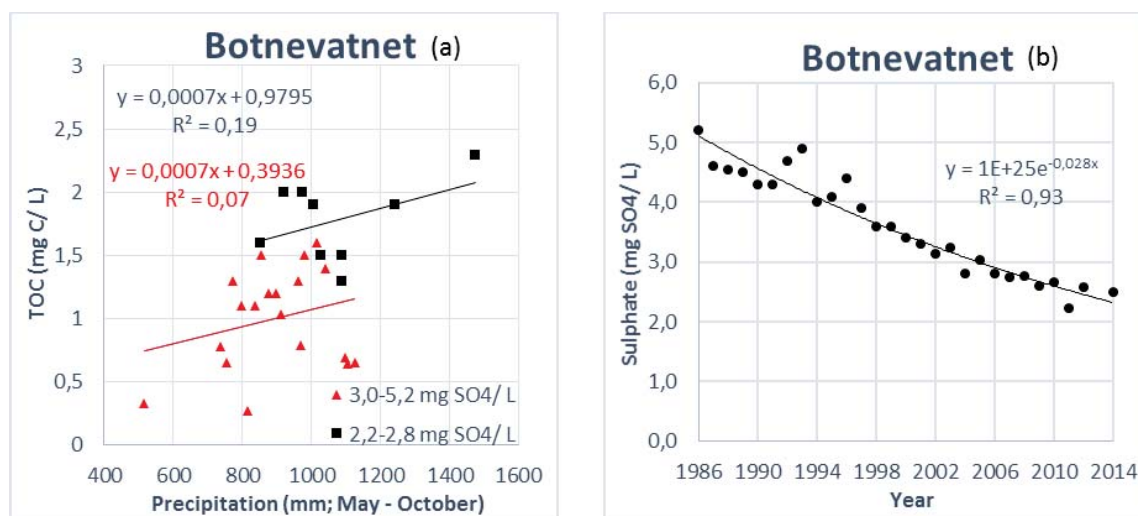 Botnevatnet (a)
3
2,5
2
1,5
1
0,5
0
TOC (mg C/ L)
y = 0,0007x + 0,9795
R² = 0,19
y = 0,0007x + 0,3936
R² = 0,07
3,0-5,2 mg SO4/ L
2,2-2,8 mg SO4/ L
400 600 800 1000 1200 1400 1600
Precipitation (mm; May - October)
Botnevatnet (b)
6,0
5,0
4,0
3,0
2,0
1,0
0,0
Sulphate (mg SO4/ L)
y = 1E+25e^-0,028x
R² = 0,93
1986 1990 1994 1998 2002 2006 2010 2014
Year